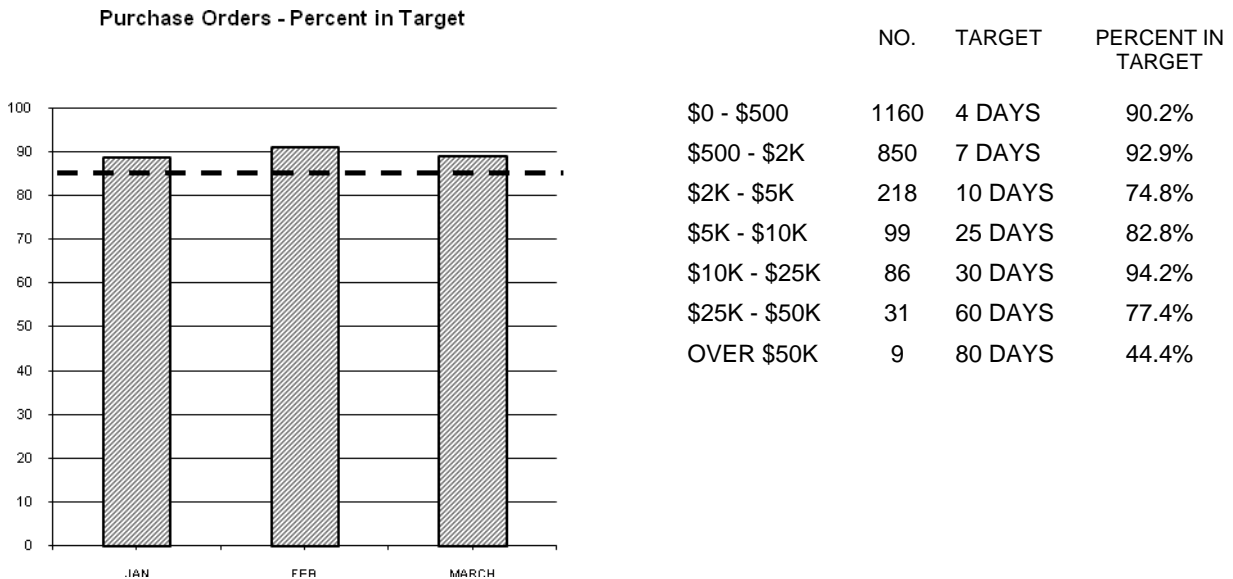 Purchase Orders - Percent in Target
100
90
80
70
60
50
40
30
20
10
0
JAN FEB MARCH
NO. TARGET PERCENT IN
TARGET
$0 - $500 1160 4 DAYS 90.2%
$500 - $2K 850 7 DAYS 92.9%
$2K - $5K 218 10 DAYS 74.8%
$5K - $10K 99 25 DAYS 82.8%
$10K - $25K 86 30 DAYS 94.2%
$25K - $50K 31 60 DAYS 77.4%
OVER $50K 9 80 DAYS 44.4%